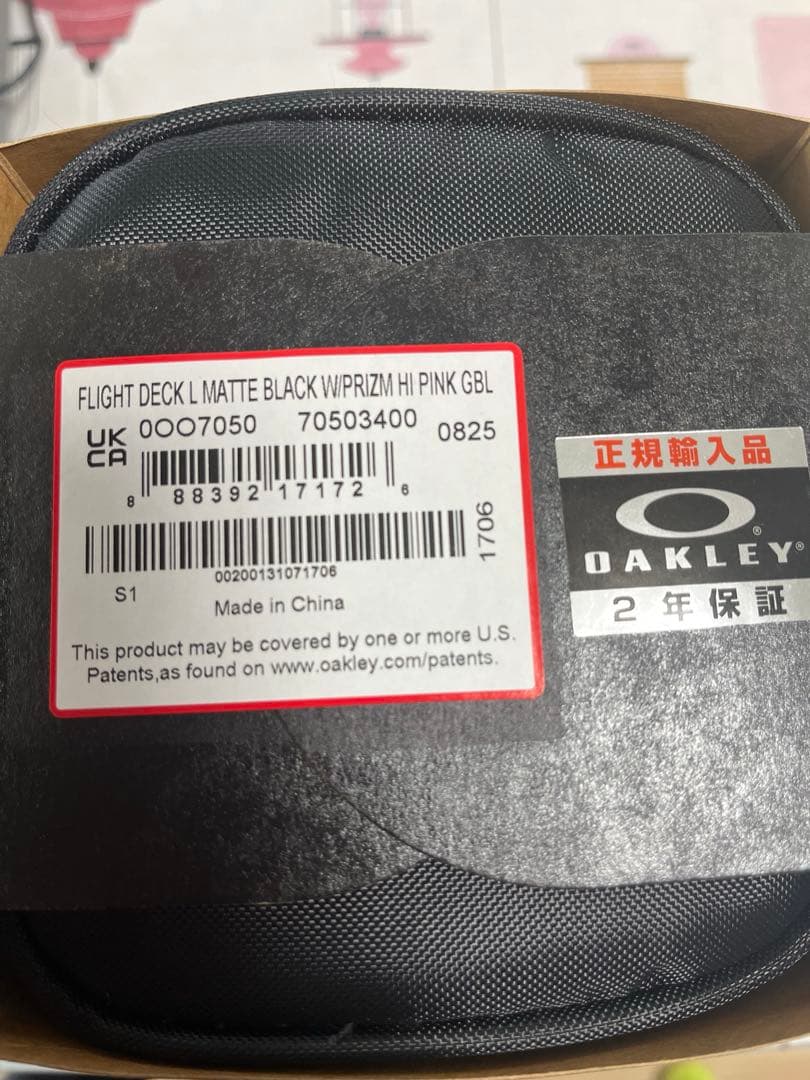 FLIGHT DECK L MATTE BLACK W/PRIZM HI PINK GBL
UK
CA
0OO7050 70503400 0825
8 88392 17172 6
1706
00200131071706
S1
Made in China
This product may be covered by one or more U.S.
Patents,as found on www.oakley.com/patents.
正規輸入品
OAKLEY®
2年保証